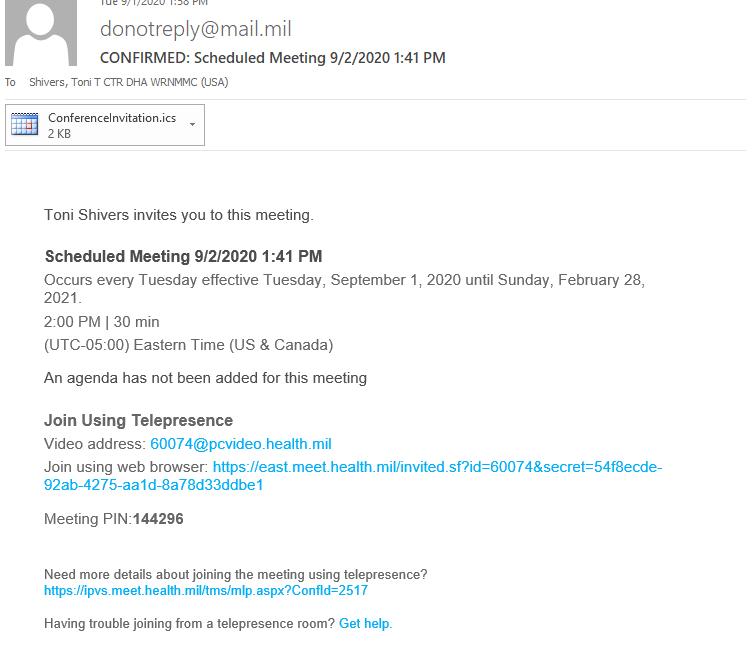 Tue 9/1/2020 1:58 PM
donotreply@mail.mil
CONFIRMED: Scheduled Meeting 9/2/2020 1:41 PM
To Shivers, Toni T CTR DHA WRNMMC (USA)
ConferenceInvitation.ics
2 KB
Toni Shivers invites you to this meeting.
Scheduled Meeting 9/2/2020 1:41 PM
Occurs every Tuesday effective Tuesday, September 1, 2020 until Sunday, February 28,
2021.
2:00 PM | 30 min
(UTC-05:00) Eastern Time (US & Canada)
An agenda has not been added for this meeting
Join Using Telepresence
Video address: 60074@pcvideo.health.mil
Join using web browser: https://east.meet.health.mil/invited.sf?id=60074&secret=54f8ecde-
92ab-4275-aa1d-8a78d33ddbe1
Meeting PIN:144296
Need more details about joining the meeting using telepresence?
https://ipvs.meet.health.mil/tms/mlp.aspx?ConfId=2517
Having trouble joining from a telepresence room? Get help.